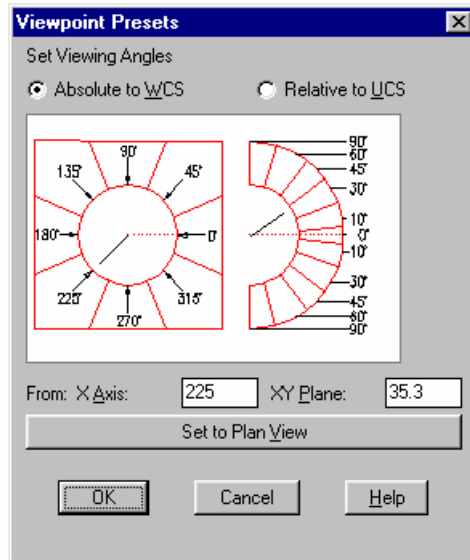 Viewpoint Presets
Set Viewing Angles
Absolute to WCS
Relative to UCS
90°
135°
45°
180°
0°
225°
315°
270°
90°
60°
45°
30°
10°
0°
10°
30°
45°
60°
90°
From: X Axis: 225 XY Plane: 35.3
Set to Plan View
OK Cancel Help